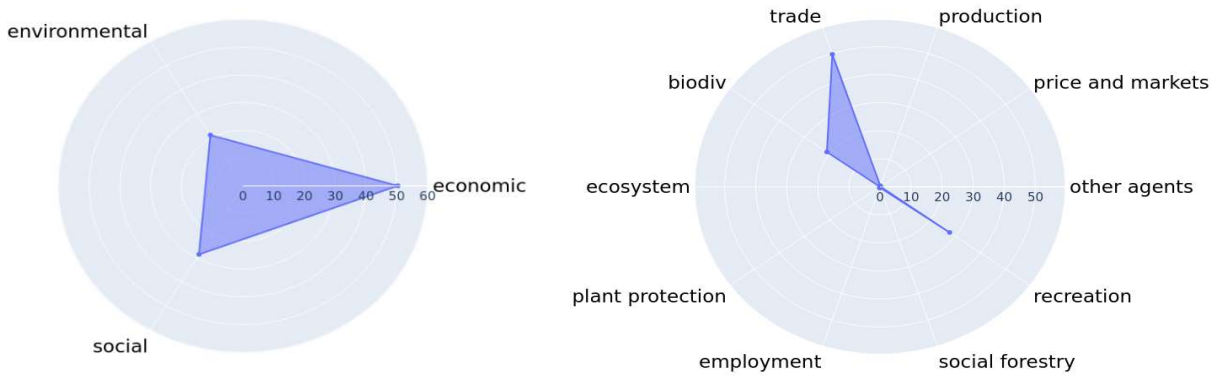 environmental
0 10 20 30 40 50 60
economic
social
trade
production
biodiv
price and markets
ecosystem
0 10 20 30 40 50
other agents
plant protection
recreation
employment
social forestry